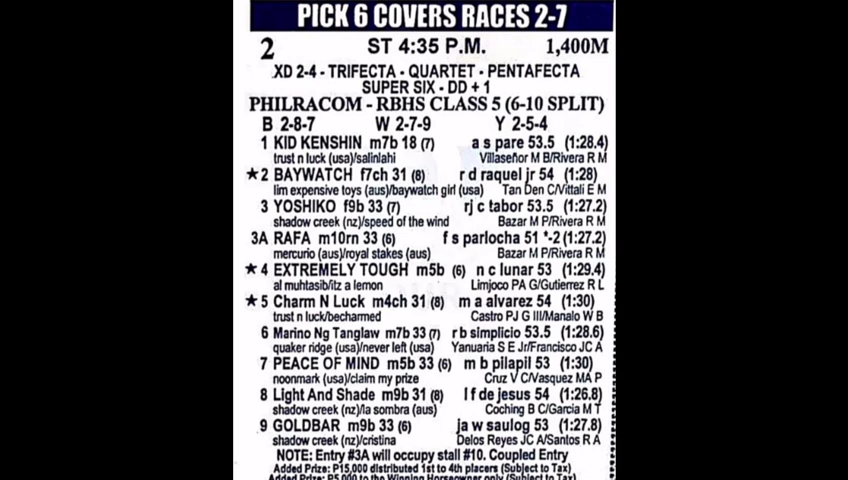 PICK 6 COVERS RACES 2-7
2 ST 4:35 P.M. 1,400M
XD 2-4 - TRIFECTA - QUARTET - PENTAFECTA
SUPER SIX - DD + 1
PHILRACOM - RBHS CLASS 5 (6-10 SPLIT)
B 2-8-7 W 2-7-9 Y 2-5-4
1 KID KENSHIN m7b 18 (7) a s pare 53.5 (1:28.4)
trust n luck (usa)/salinlahi Villaseñor M B/Rivera R M
★2 BAYWATCH f7ch 31 (8) r d raquel jr 54 (1:28)
lim expensive toys (aus)/baywatch girl (usa) Tan Den C/Vittali E M
3 YOSHIKO f9b 33 (7) rj c tabor 53.5 (1:27.2)
shadow creek (nz)/speed of the wind Bazar M P/Rivera R M
3A RAFA m10rn 33 (6) f s parlocha 51 *-2 (1:27.2)
mercurio (aus)/royal stakes (aus) Bazar M P/Rivera R M
★4 EXTREMELY TOUGH m5b (6) n c lunar 53 (1:29.4)
al muhtasib/itz a lemon Limjoco PA G/Gutierrez R L
★5 Charm N Luck m4ch 31 (8) m a alvarez 54 (1:30)
trust n luck/becharmed Castro PJ G III/Manalo W B
6 Marino Ng Tanglaw m7b 33 (7) r b simplicio 53.5 (1:28.6)
quaker ridge (usa)/never left (usa) Yanuaria S E Jr/Francisco JC A
7 PEACE OF MIND m5b 33 (6) m b pilapil 53 (1:30)
noonmark (usa)/claim my prize Cruz V C/Vasquez MA P
8 Light And Shade m9b 31 (8) l f de jesus 54 (1:26.8)
shadow creek (nz)/la sombra (aus) Coching B C/Garcia M T
9 GOLDBAR m9b 33 (6) ja w saulog 53 (1:27.8)
shadow creek (nz)/cristina Delos Reyes JC A/Santos R A
NOTE: Entry #3A will occupy stall #10. Coupled Entry
Added Prize: P15,000 distributed 1st to 4th placers (Subject to Tax)
Added Prize: P5,000 to the Winning Horseowner only (Subject to Tax)